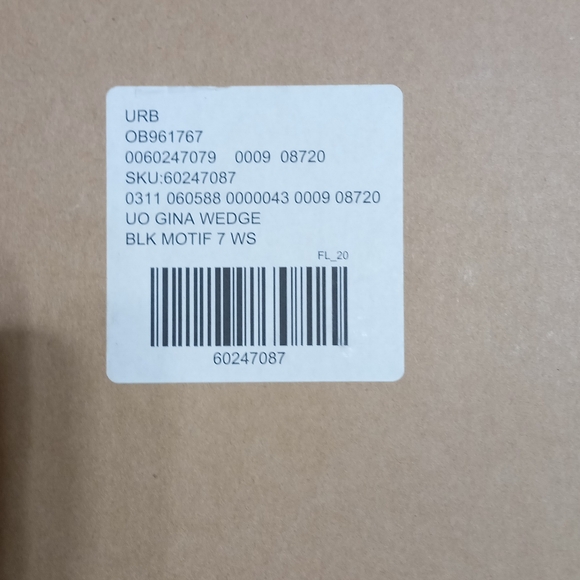 URB
OB961767
0060247079 0009 08720
SKU:60247087
0311 060588 0000043 0009 08720
UO GINA WEDGE
BLK MOTIF 7 WS
FL_20
60247087